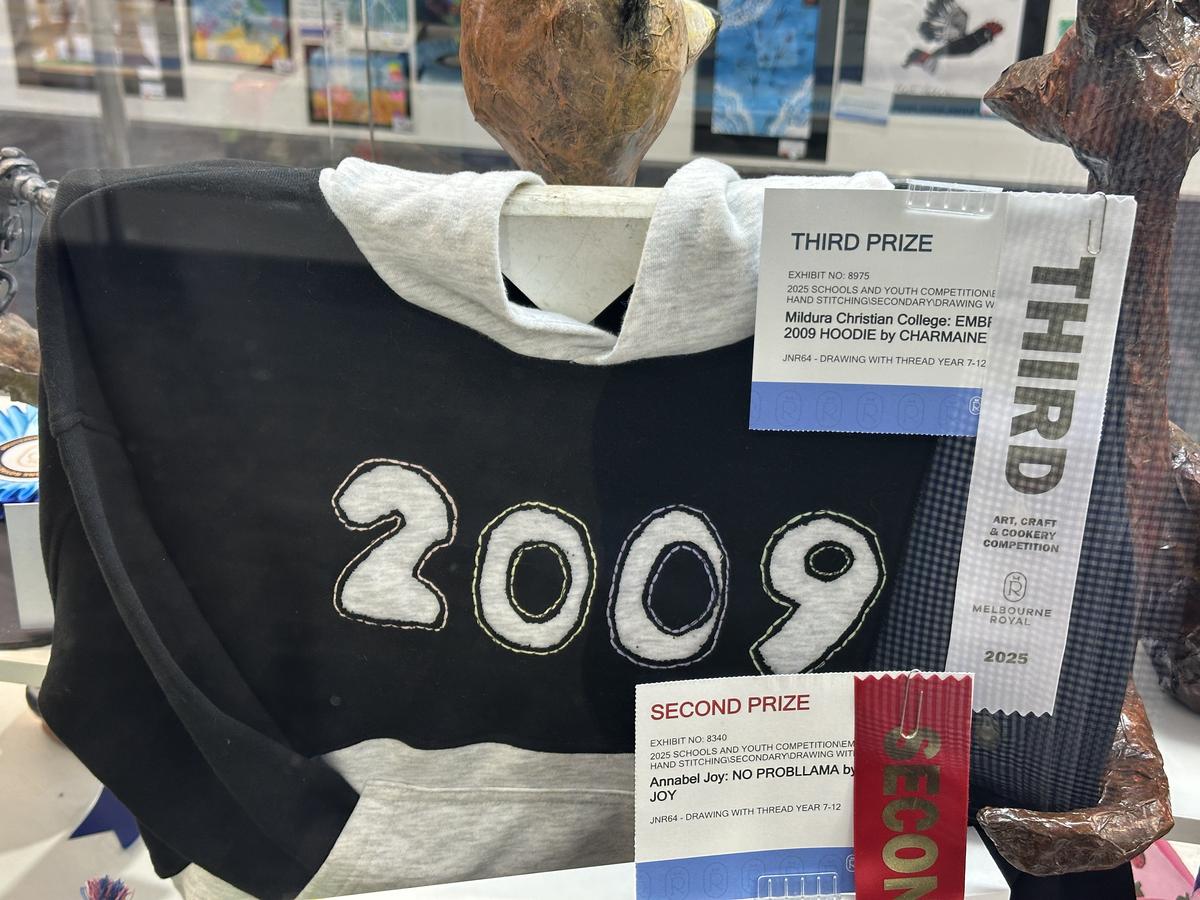 THIRD PRIZE
EXHIBIT NO: 8975
2025 SCHOOLS AND YOUTH COMPETITION\E
HAND STITCHING\SECONDARY\DRAWING W
Mildura Christian College: EMBR
2009 HOODIE by CHARMAINE
JNR64 - DRAWING WITH THREAD YEAR 7-12
THIRD
ART, CRAFT
& COOKERY
COMPETITION
MELBOURNE
ROYAL
2025
2009
SECOND PRIZE
EXHIBIT NO: 8340
2025 SCHOOLS AND YOUTH COMPETITION\EM
HAND STITCHING\SECONDARY\DRAWING WIT
Annabel Joy: NO PROBLLAMA by
JOY
JNR64 - DRAWING WITH THREAD YEAR 7-12
SECON